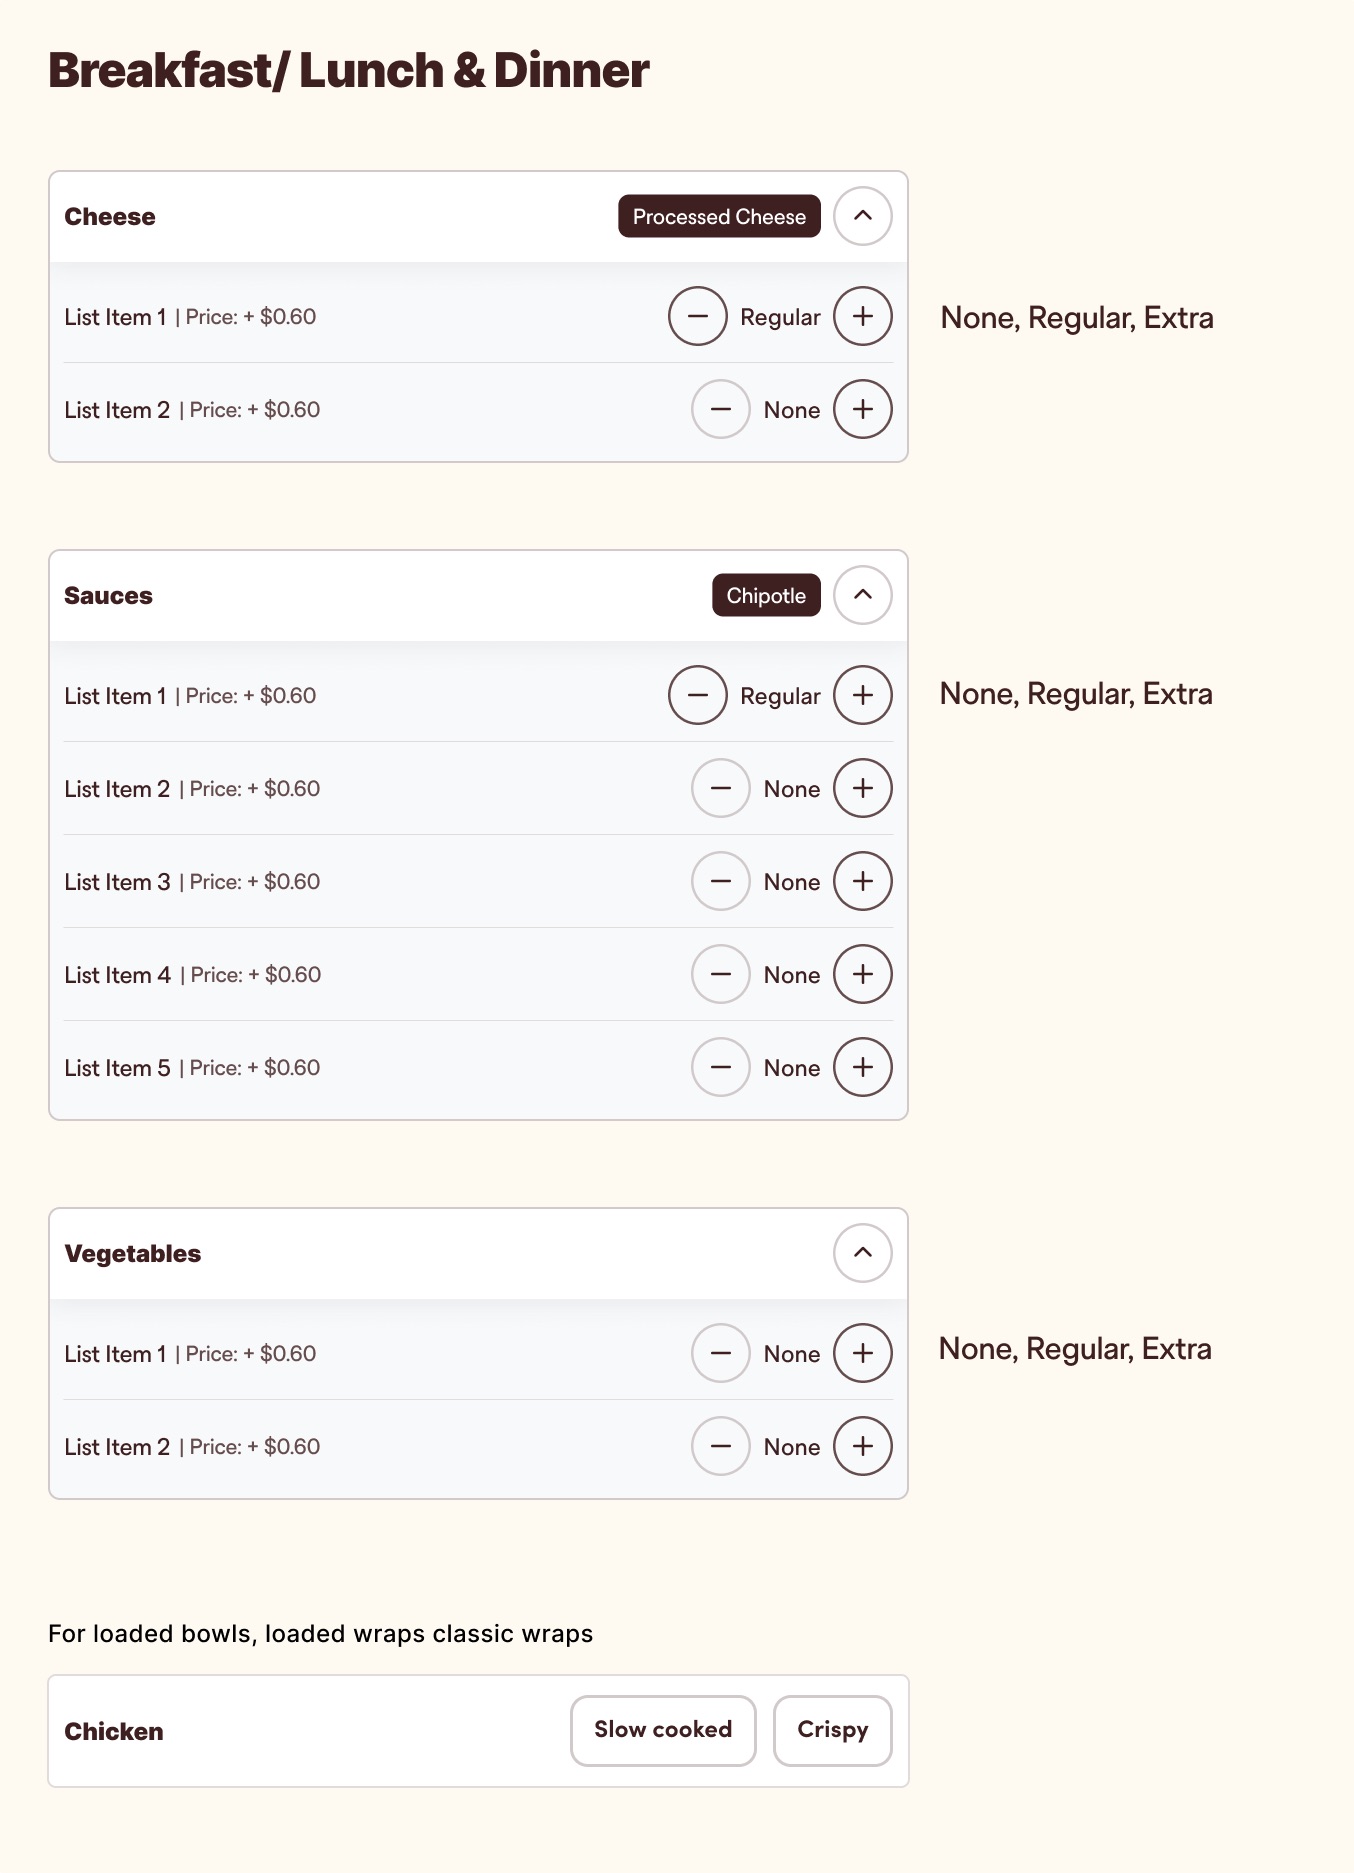 Breakfast/ Lunch & Dinner
Cheese
Processed Cheese
List Item 1 | Price: + $0.60
Regular
None, Regular, Extra
List Item 2 | Price: + $0.60
None
Sauces
Chipotle
List Item 1 | Price: + $0.60
Regular
None, Regular, Extra
List Item 2 | Price: + $0.60
None
List Item 3 | Price: + $0.60
None
List Item 4 | Price: + $0.60
None
List Item 5 | Price: + $0.60
None
Vegetables
List Item 1 | Price: + $0.60
None
None, Regular, Extra
List Item 2 | Price: + $0.60
None
For loaded bowls, loaded wraps classic wraps
Chicken
Slow cooked
Crispy